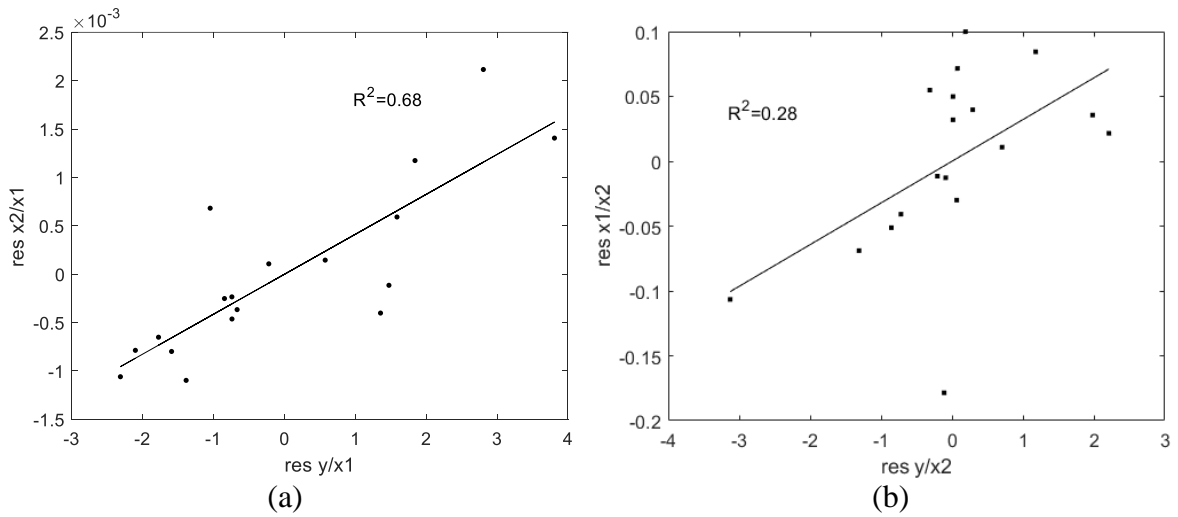 ×10⁻³
2.5
2
1.5
1
0.5
0
-0.5
-1
-1.5
res x2/x1
R²=0.68
-3 -2 -1 0 1 2 3 4
res y/x1
(a)
0.1
0.05
0
-0.05
-0.1
-0.15
-0.2
res x1/x2
R²=0.28
-4 -3 -2 -1 0 1 2 3
res y/x2
(b)